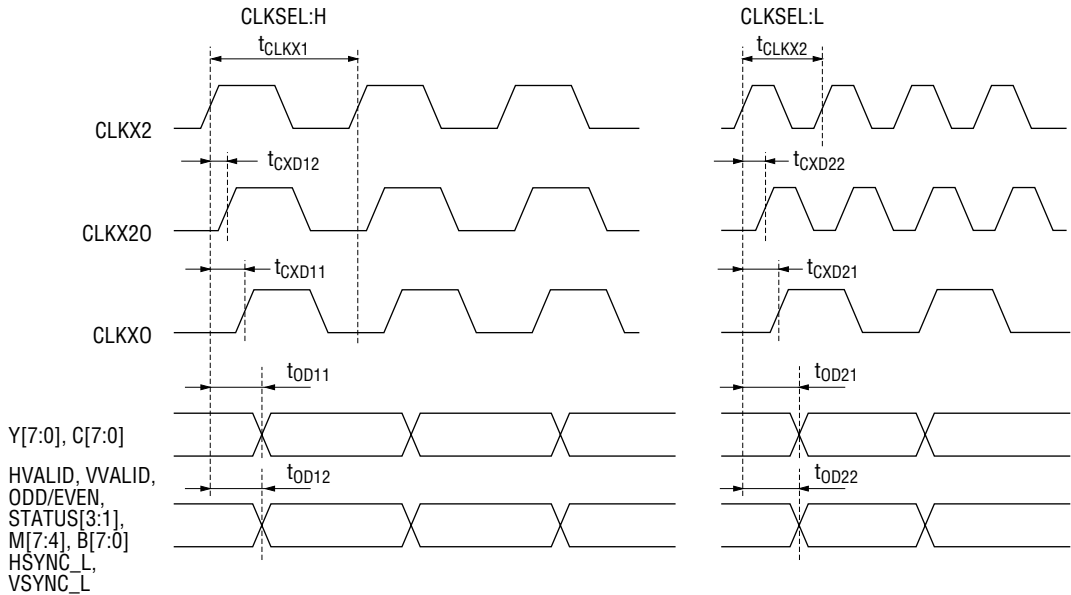 CLKSEL:H CLKSEL:L
tCLKX1 tCLKX2
CLKX2
tCXD12 tCXD22
CLKX2O
tCXD11 tCXD21
CLKXO
tOD11 tOD21
Y[7:0], C[7:0]
tOD12 tOD22
HVALID, VVALID,
ODD/EVEN,
STATUS[3:1],
M[7:4], B[7:0]
HSYNC_L,
VSYNC_L